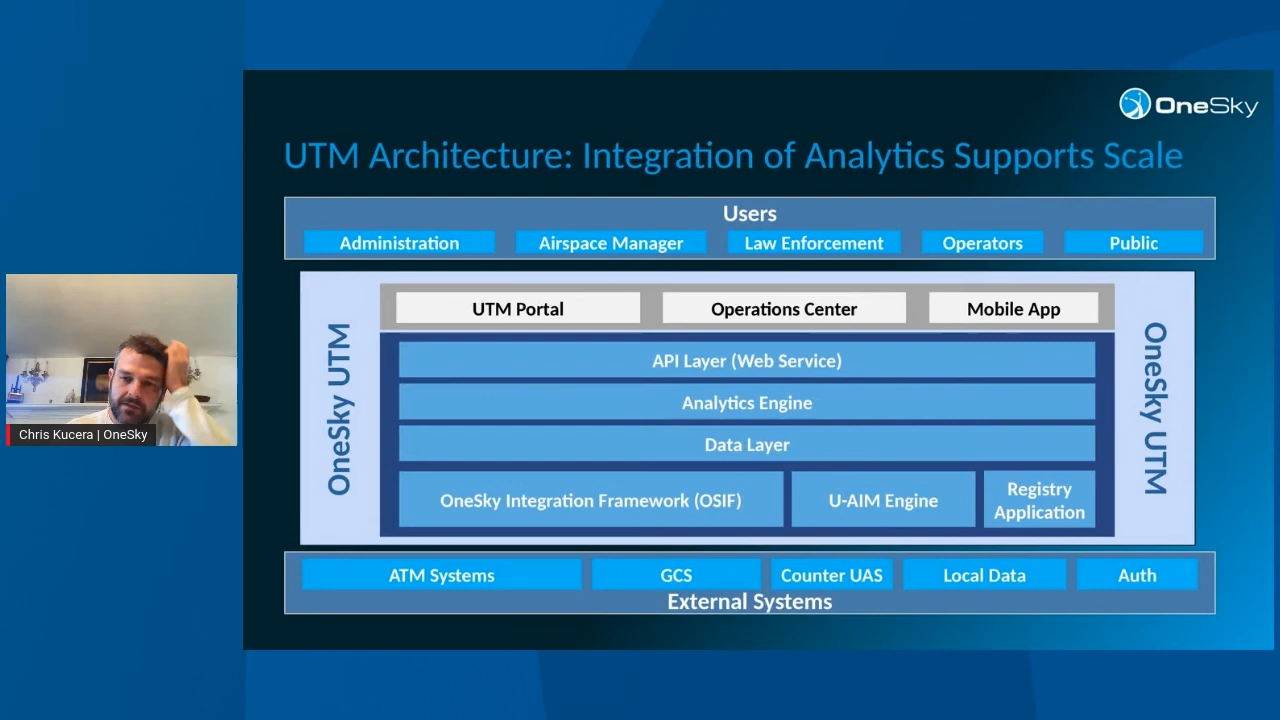 OneSky
UTM Architecture: Integration of Analytics Supports Scale
Users
Administration
Airspace Manager
Law Enforcement
Operators
Public
OneSky UTM
UTM Portal
Operations Center
Mobile App
API Layer (Web Service)
Analytics Engine
Data Layer
OneSky Integration Framework (OSIF)
U-AIM Engine
Registry
Application
OneSky UTM
ATM Systems
GCS
Counter UAS
Local Data
Auth
External Systems
Chris Kucera | OneSky